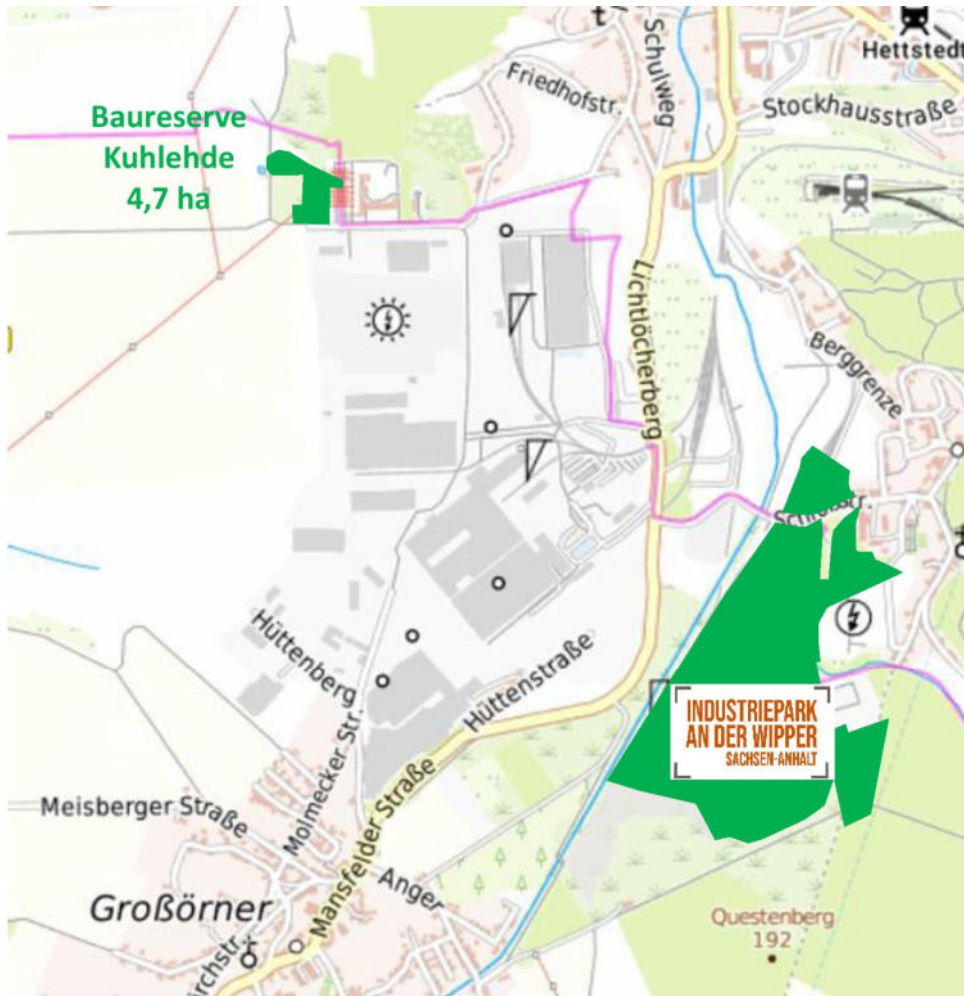 Hettstedt
Schulweg
Friedhofstr.
Stockhausstraße
Baureserve
Kuhlehde
4,7 ha
Lichtlöcherberg
Berggrenze
Hüttenberg
Hüttenstraße
INDUSTRIEPARK
AN DER WIPPER
SACHSEN-ANHALT
Molmecker Str.
Meisberger Straße
Mansfelder Straße
Anger
Großörner
Questenberg
192